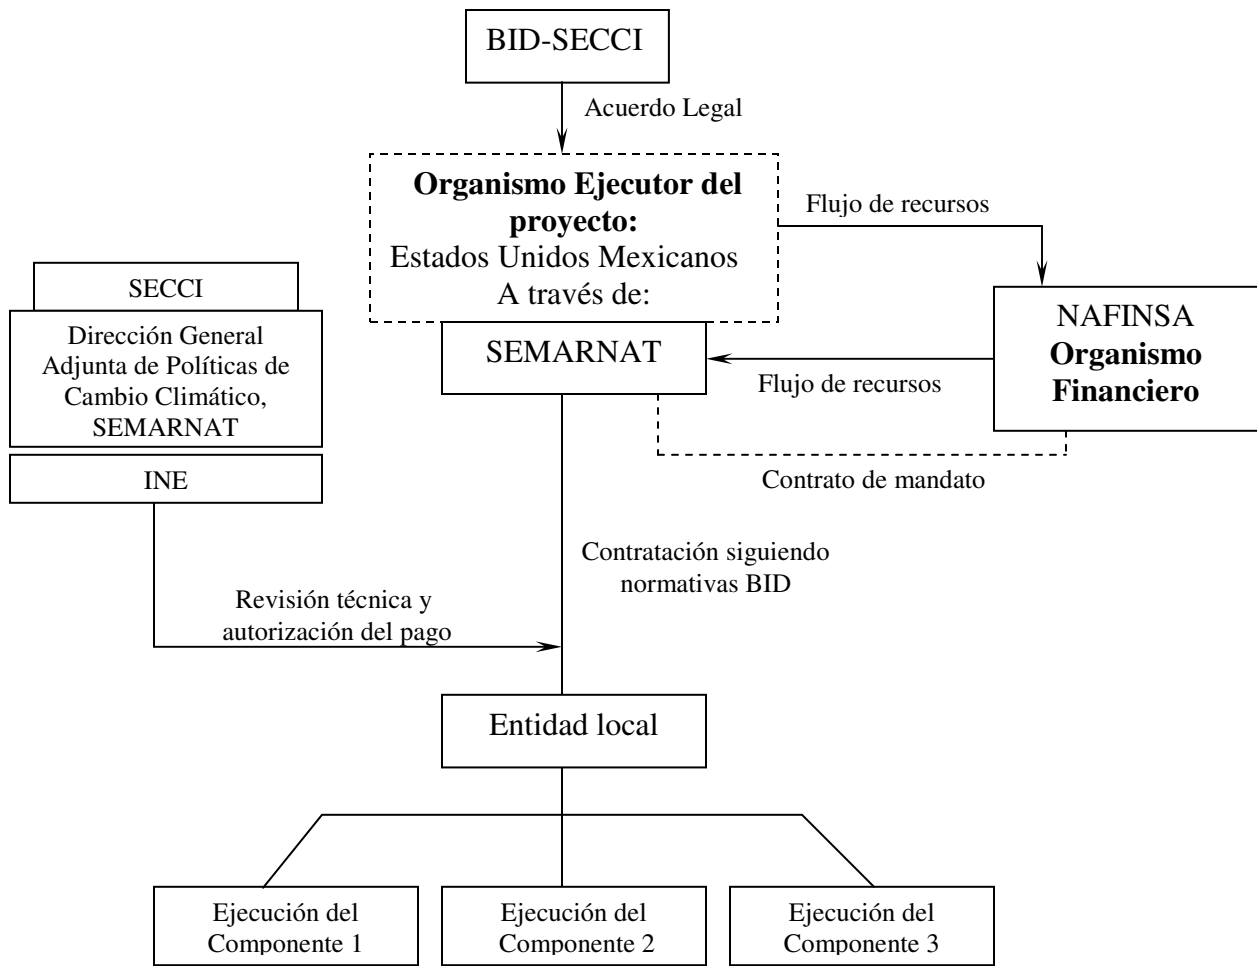 BID-SECCI
Acuerdo Legal
Organismo Ejecutor del
proyecto:
Estados Unidos Mexicanos
A través de:
Flujo de recursos
SECCI
Dirección General
Adjunta de Políticas de
Cambio Climático,
SEMARNAT
INE
SEMARNAT
Flujo de recursos
NAFINSA
Organismo
Financiero
Contrato de mandato
Contratación siguiendo
normativas BID
Revisión técnica y
autorización del pago
Entidad local
Ejecución del
Componente 1
Ejecución del
Componente 2
Ejecución del
Componente 3